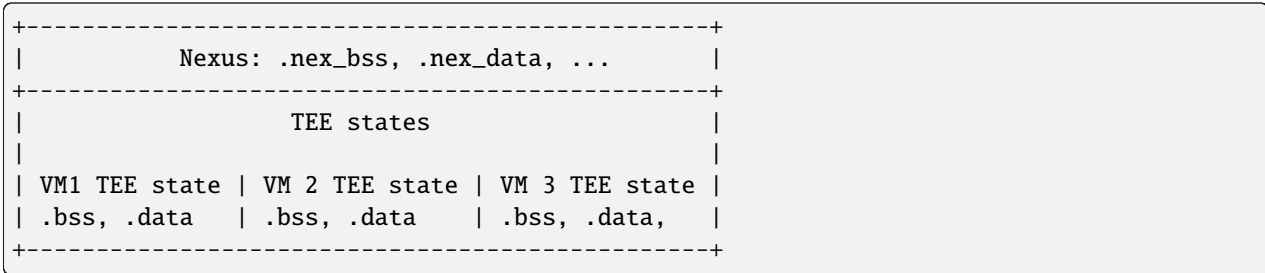 +-------------------------------------------------+
|           Nexus: .nex_bss, .nex_data, ...       |
+-------------------------------------------------+
|                   TEE states                    |
|                                                 |
| VM1 TEE state | VM 2 TEE state | VM 3 TEE state |
| .bss, .data   | .bss, .data    | .bss, .data,   |
+-------------------------------------------------+